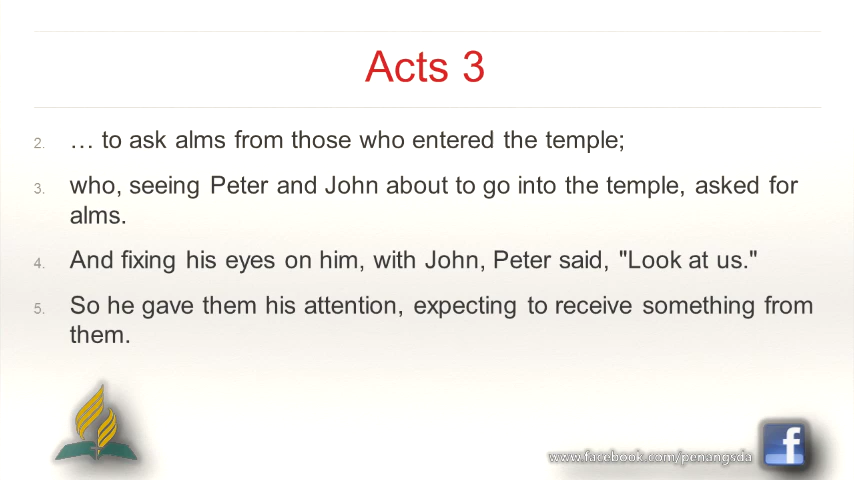 Acts 3
2. … to ask alms from those who entered the temple;
3. who, seeing Peter and John about to go into the temple, asked for
alms.
4. And fixing his eyes on him, with John, Peter said, "Look at us."
5. So he gave them his attention, expecting to receive something from
them.
www.facebook.com/penangsda
f